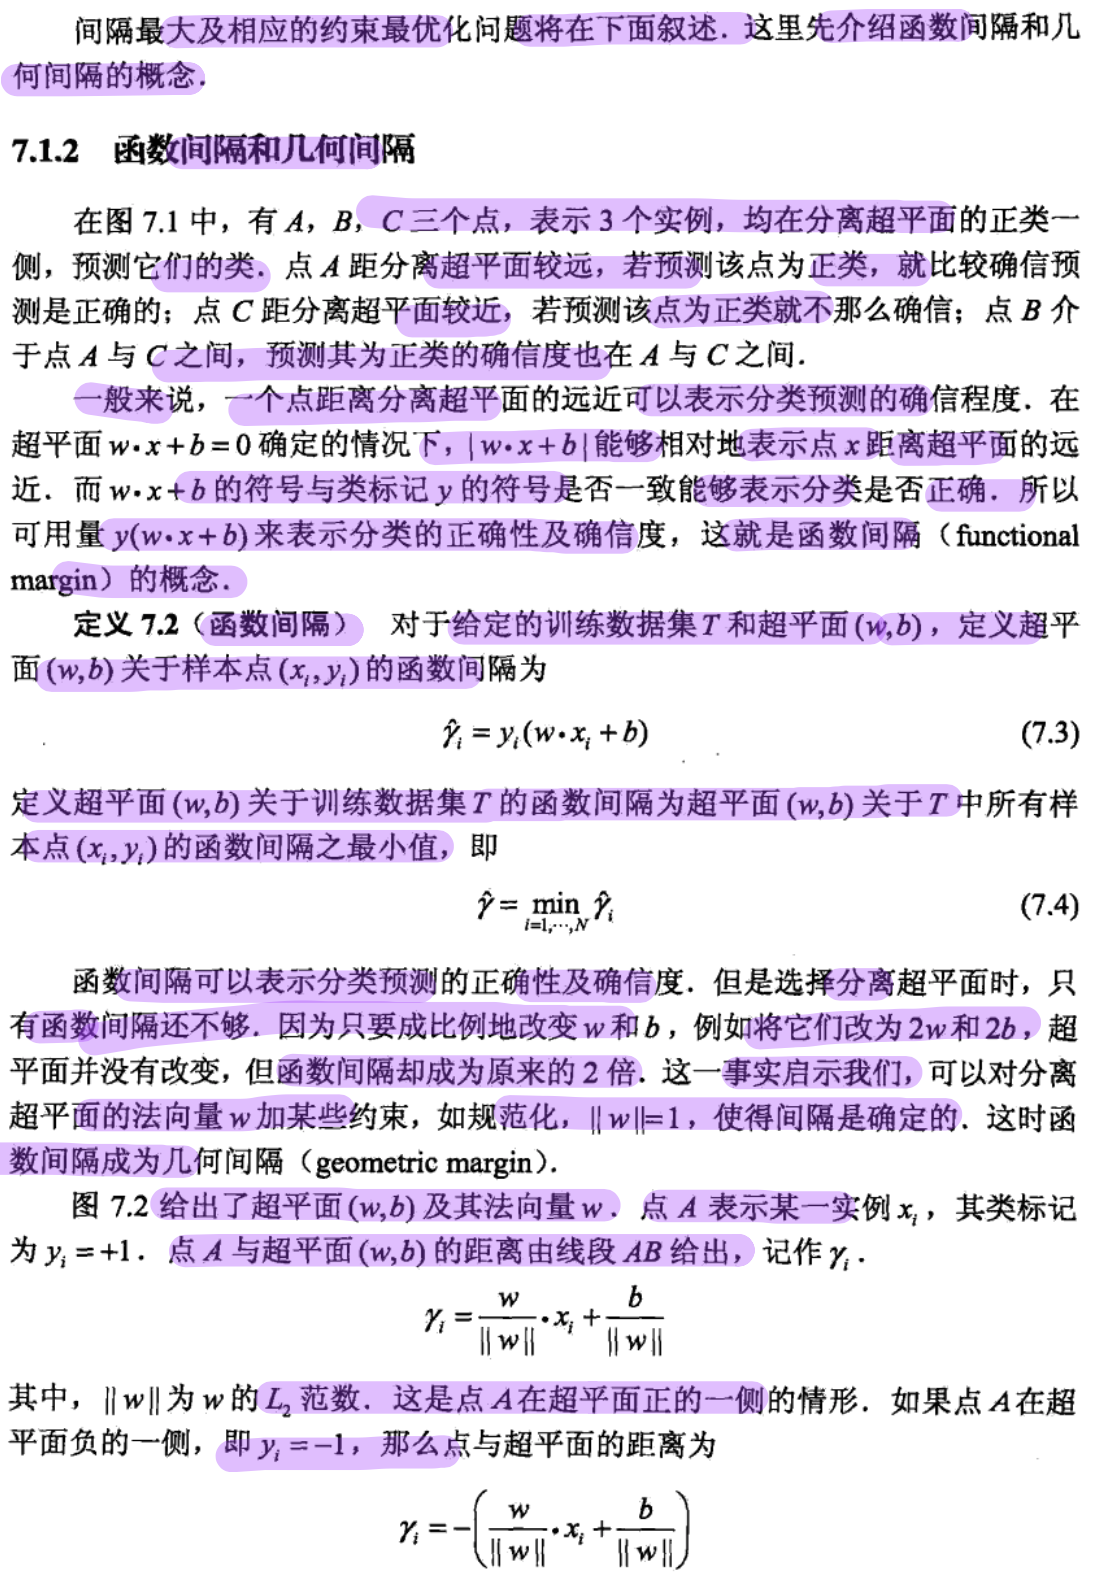 间隔最大及相应的约束最优化问题将在下面叙述．这里先介绍函数间隔和几
何间隔的概念．
7.1.2 函数间隔和几何间隔
在图 7.1 中，有 A，B，C 三个点，表示 3 个实例，均在分离超平面的正类一
侧，预测它们的类．点 A 距分离超平面较远，若预测该点为正类，就比较确信预
测是正确的；点 C 距分离超平面较近，若预测该点为正类就不那么确信；点 B 介
于点 A 与 C 之间，预测其为正类的确信度也在 A 与 C 之间．
一般来说，一个点距离分离超平面的远近可以表示分类预测的确信程度．在
超平面 w•x+b=0 确定的情况下，|w•x+b|能够相对地表示点 x 距离超平面的远
近．而 w•x+b 的符号与类标记 y 的符号是否一致能够表示分类是否正确．所以
可用量 y(w•x+b) 来表示分类的正确性及确信度，这就是函数间隔（functional
margin）的概念．
定义 7.2（函数间隔） 对于给定的训练数据集 T 和超平面 (w,b)，定义超平
面 (w,b) 关于样本点 (x_i,y_i) 的函数间隔为
γ̂_i = y_i(w•x_i+b) (7.3)
定义超平面 (w,b) 关于训练数据集 T 的函数间隔为超平面 (w,b) 关于 T 中所有样
本点 (x_i,y_i) 的函数间隔之最小值，即
γ̂ = min_{i=1,⋯,N} γ̂_i (7.4)
函数间隔可以表示分类预测的正确性及确信度．但是选择分离超平面时，只
有函数间隔还不够．因为只要成比例地改变 w 和 b，例如将它们改为 2w 和 2b，超
平面并没有改变，但函数间隔却成为原来的 2 倍．这一事实启示我们，可以对分离
超平面的法向量 w 加某些约束，如规范化，||w||=1，使得间隔是确定的．这时函
数间隔成为几何间隔（geometric margin）．
图 7.2 给出了超平面 (w,b) 及其法向量 w．点 A 表示某一实例 x_i，其类标记
为 y_i=+1．点 A 与超平面 (w,b) 的距离由线段 AB 给出，记作 γ_i．
γ_i = w/||w|| • x_i + b/||w||
其中，||w||为 w 的 L_2 范数．这是点 A 在超平面正的一侧的情形．如果点 A 在超
平面负的一侧，即 y_i=−1，那么点与超平面的距离为
γ_i = −(w/||w|| • x_i + b/||w||)